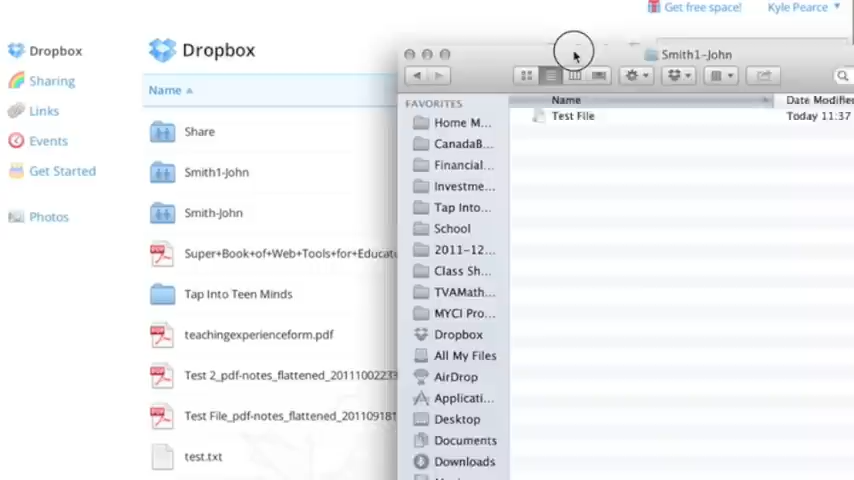 Get free space!
Kyle Pearce
Dropbox
Sharing
Links
Events
Get Started
Photos
Dropbox
Name
Share
Smith1-John
Smith-John
Super+Book+of+Web+Tools+for+Educat
Tap Into Teen Minds
teachingexperienceform.pdf
Test 2_pdf-notes_flattened_20111002233
Test File_pdf-notes_flattened_201109181
test.txt
Smith1-John
FAVORITES
Home M...
CanadaB...
Financial...
Investme...
Tap Into...
School
2011-12...
Class Sh...
TVAMath...
MYCI Pro...
Dropbox
All My Files
AirDrop
Applicati...
Desktop
Documents
Downloads
Name
Date Modified
Test File
Today 11:37